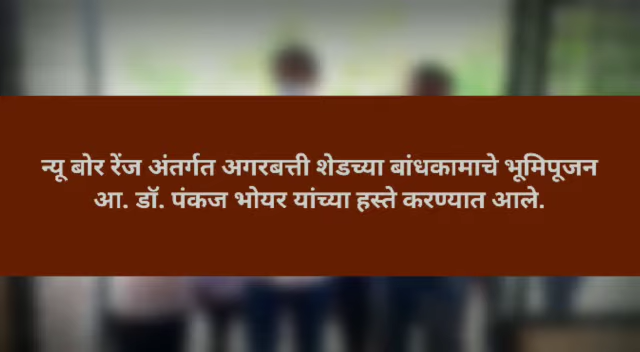 न्यू बोर रेंज अंतर्गत अगरबत्ती शेडच्या बांधकामाचे भूमिपूजन
आ. डॉ. पंकज भोयर यांच्या हस्ते करण्यात आले.